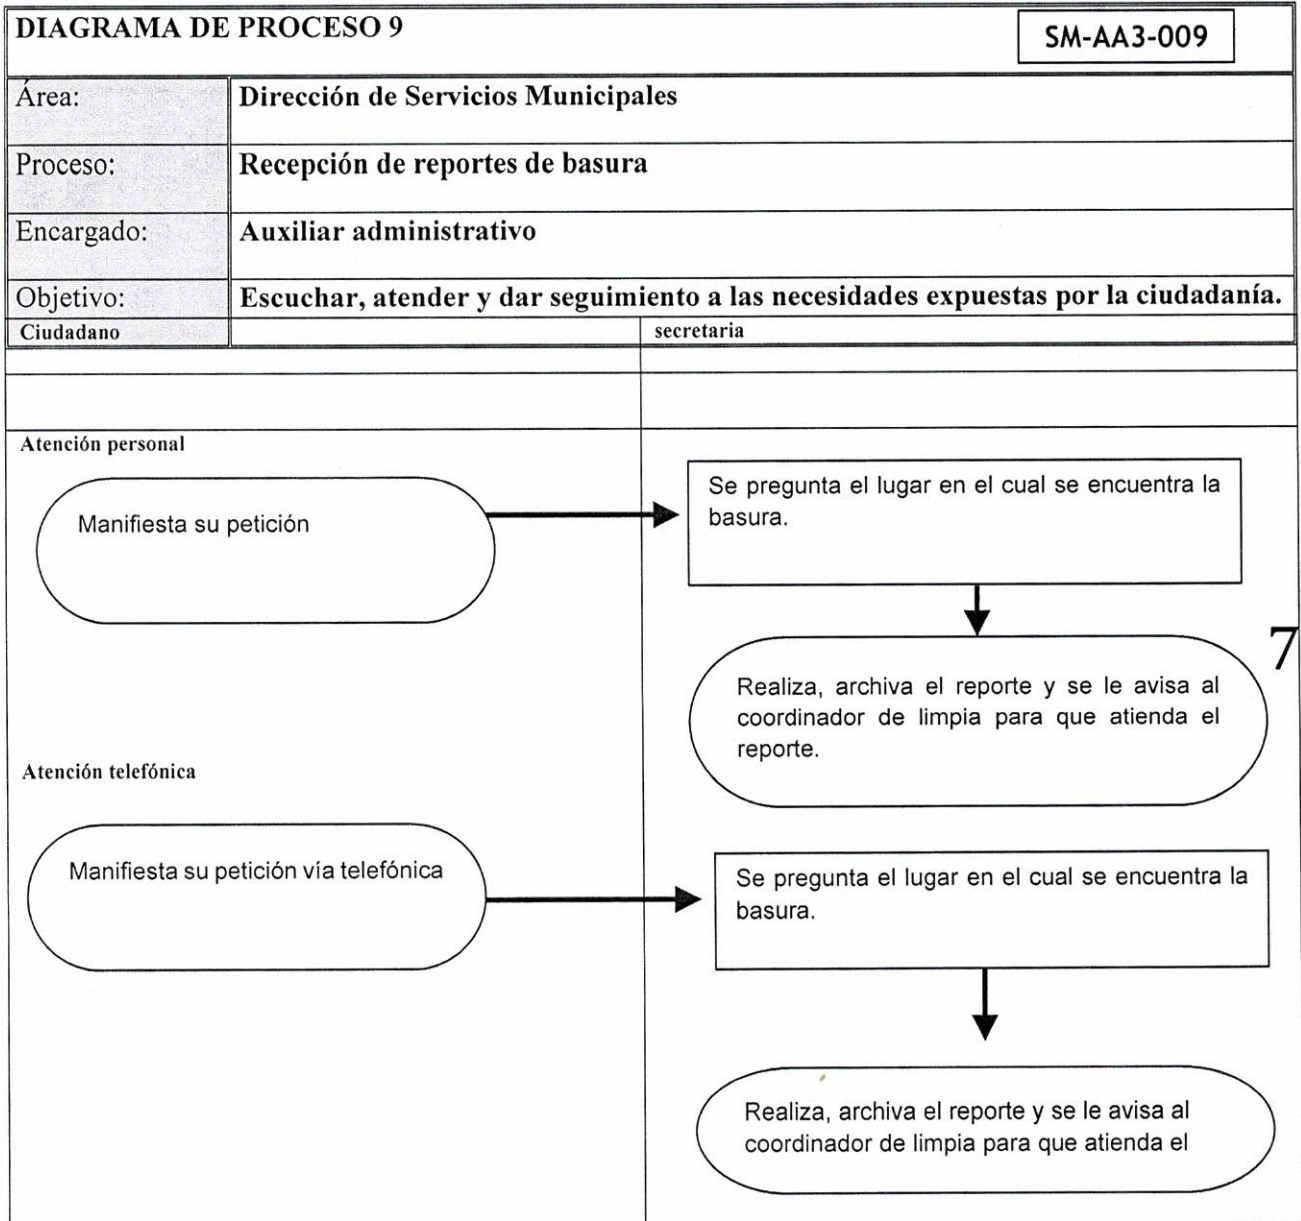 DIAGRAMA DE PROCESO 9
SM-AA3-009
Área: Dirección de Servicios Municipales
Proceso: Recepción de reportes de basura
Encargado: Auxiliar administrativo
Objetivo: Escuchar, atender y dar seguimiento a las necesidades expuestas por la ciudadanía.
Ciudadano secretaria
Atención personal
Manifiesta su petición
Se pregunta el lugar en el cual se encuentra la
basura.
7
Realiza, archiva el reporte y se le avisa al
coordinador de limpia para que atienda el
reporte.
Atención telefónica
Manifiesta su petición vía telefónica
Se pregunta el lugar en el cual se encuentra la
basura.
Realiza, archiva el reporte y se le avisa al
coordinador de limpia para que atienda el